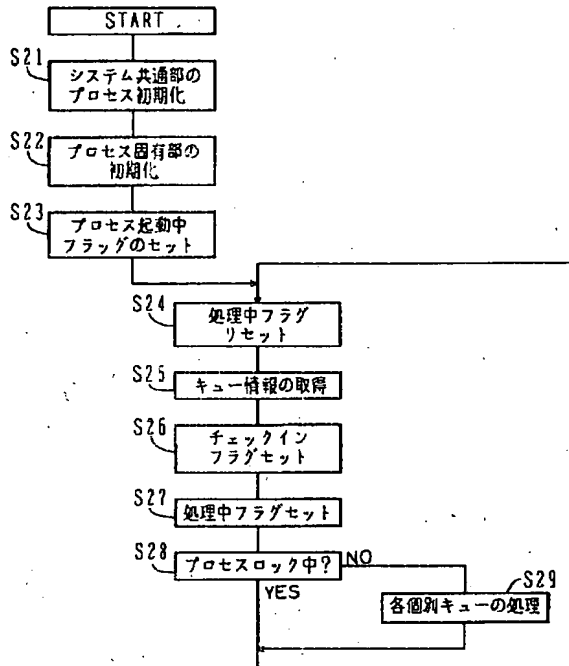 START
S21
システム共通部の
プロセス初期化
S22
プロセス固有部の
初期化
S23
プロセス起動中
フラッグのセット
S24
処理中フラグ
リセット
S25
キュー情報の取得
S26
チェックイン
フラグセット
S27
処理中フラグセット
S28
プロセスロック中?
NO
YES
S29
各個別キューの処理